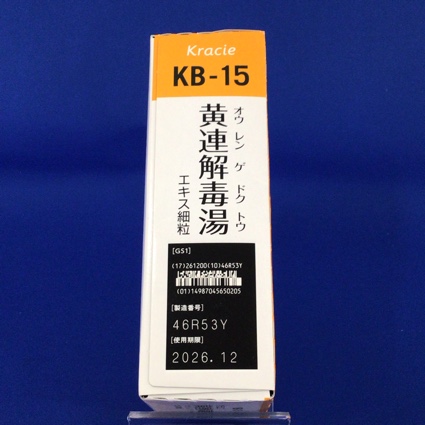 Kracie
KB-15
黄連解毒湯
オウ レン ゲ ドク トウ
エキス細粒
[GS1]
(17)261200(10)46R53Y
(01)14987045650205
[製造番号]
46R53Y
[使用期限]
2026.12